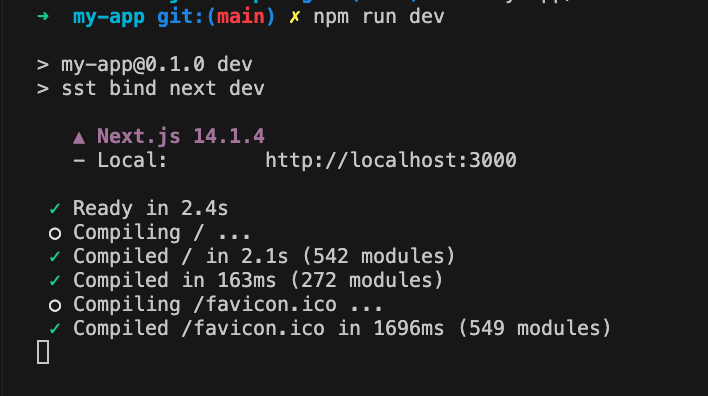 ➜ my-app git:(main) ✗ npm run dev
> my-app@0.1.0 dev
> sst bind next dev
▲ Next.js 14.1.4
- Local: http://localhost:3000
✓ Ready in 2.4s
○ Compiling / ...
✓ Compiled / in 2.1s (542 modules)
✓ Compiled in 163ms (272 modules)
○ Compiling /favicon.ico ...
✓ Compiled /favicon.ico in 1696ms (549 modules)